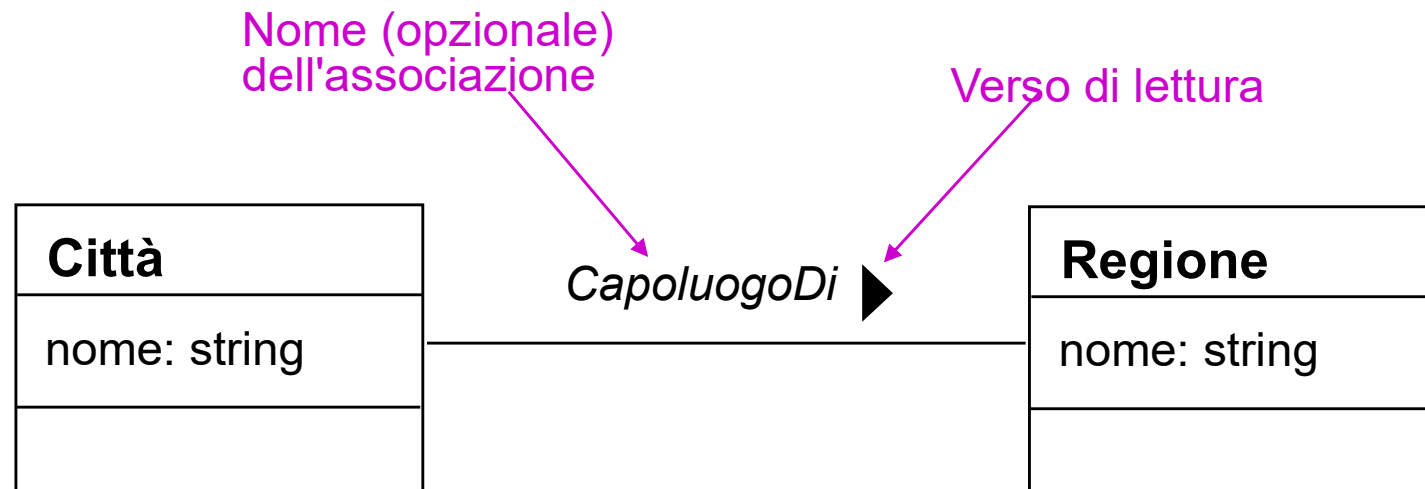 Nome (opzionale)
dell'associazione
Verso di lettura
Città
CapoluogoDi
Regione
nome: string
nome: string